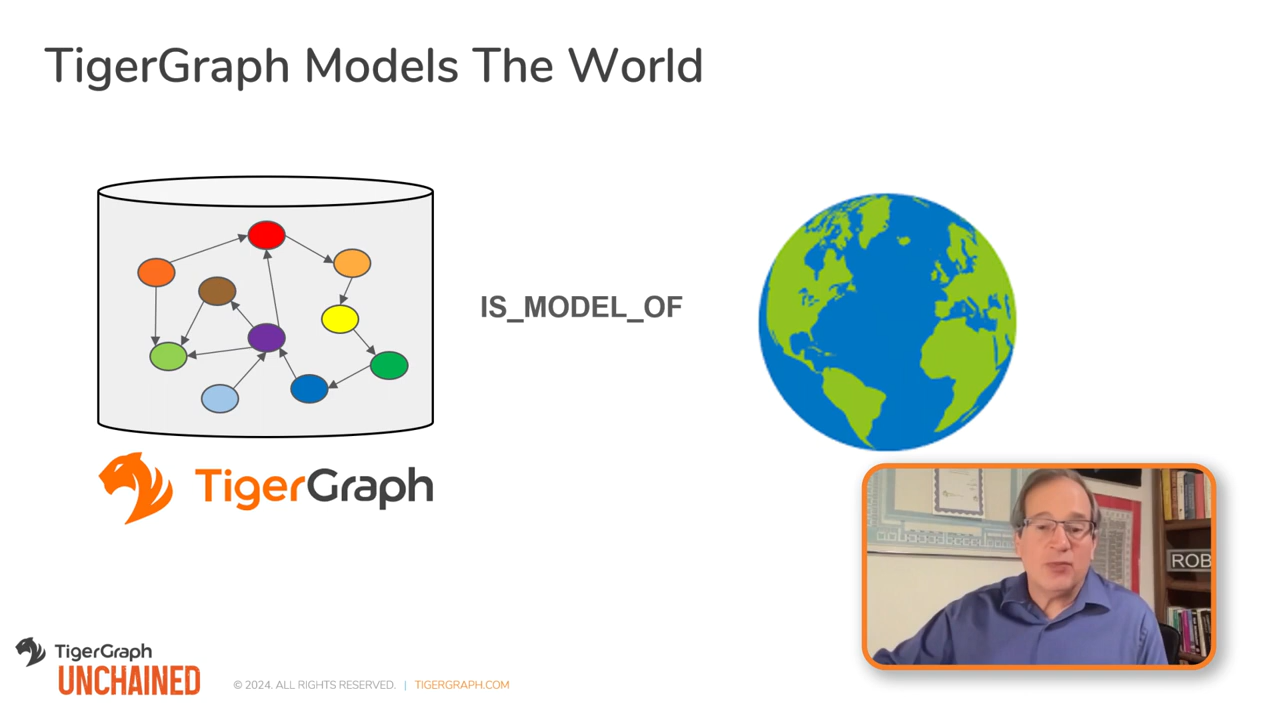 TigerGraph Models The World
IS_MODEL_OF
TigerGraph
ROB
TigerGraph
UNCHAINED
© 2024. ALL RIGHTS RESERVED. | TIGERGRAPH.COM